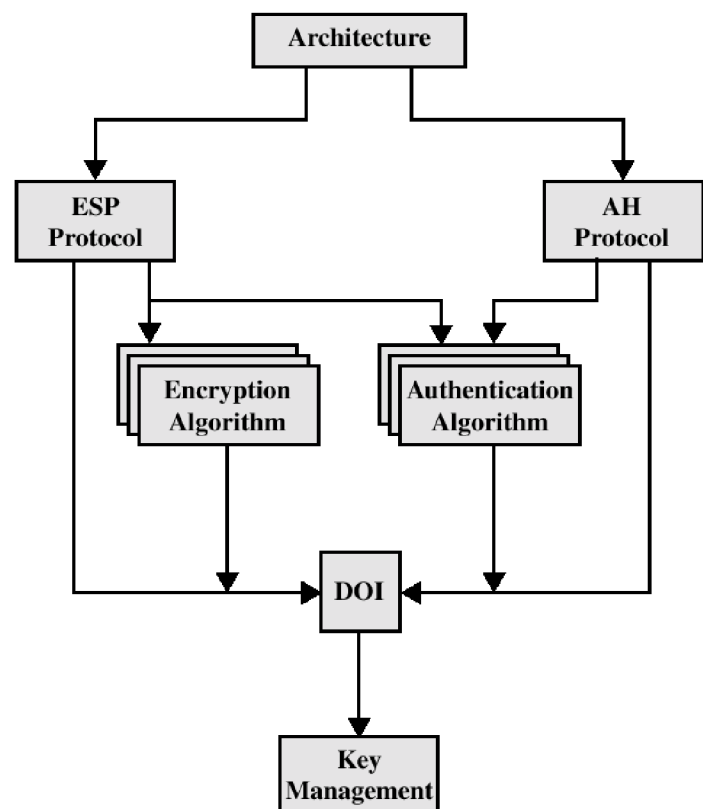 Architecture
ESP
Protocol
AH
Protocol
Encryption
Algorithm
Authentication
Algorithm
DOI
Key
Management